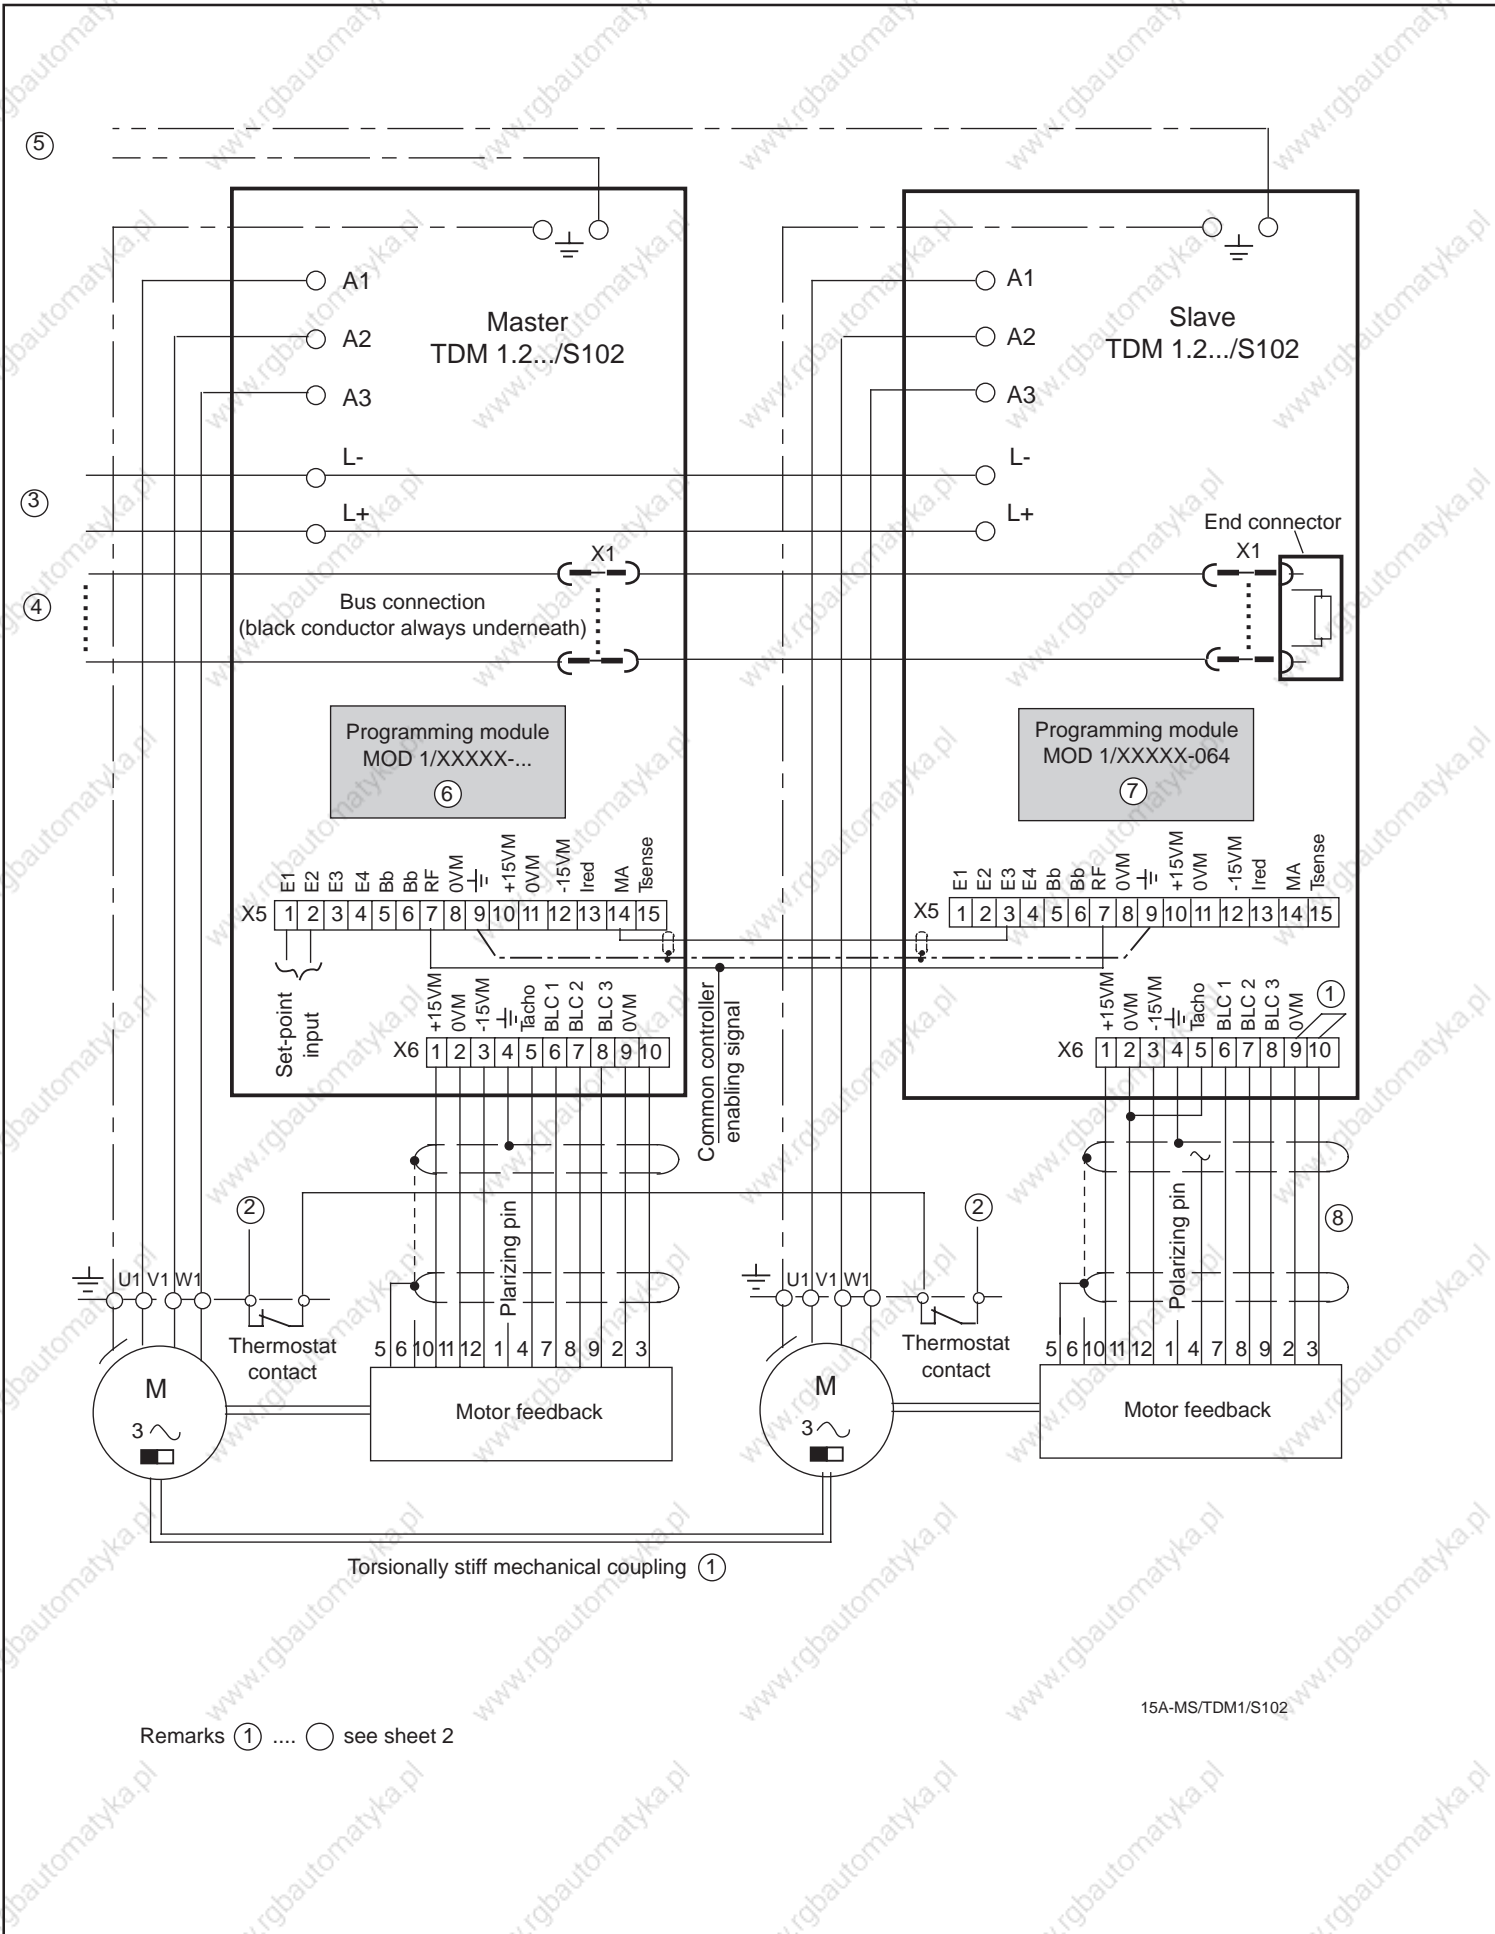 5
A1
A2
A3
Master
TDM 1.2.../S102
A1
A2
A3
Slave
TDM 1.2.../S102
3
L-
L+
L-
L+
End connector
X1
X1
4
Bus connection
(black conductor always underneath)
Programming module
MOD 1/XXXXX-...
6
Programming module
MOD 1/XXXXX-064
7
E1 E2 E3 E4 Bb Bb RF 0VM +15VM 0VM -15VM Ired MA Tsense
X5 1 2 3 4 5 6 7 8 9 10 11 12 13 14 15
E1 E2 E3 E4 Bb Bb RF 0VM +15VM 0VM -15VM Ired MA Tsense
X5 1 2 3 4 5 6 7 8 9 10 11 12 13 14 15
Set-point
input
+15VM 0VM -15VM Tacho BLC 1 BLC 2 BLC 3 0VM
X6 1 2 3 4 5 6 7 8 9 10
Common controller
enabling signal
+15VM 0VM -15VM Tacho BLC 1 BLC 2 BLC 3 0VM
1
X6 1 2 3 4 5 6 7 8 9 10
2
Plarizing pin
2
Polarizing pin
8
U1 V1 W1
Thermostat
contact
5 6 10 11 12 1 4 7 8 9 2 3
U1 V1 W1
Thermostat
contact
5 6 10 11 12 1 4 7 8 9 2 3
M
3
Motor feedback
M
3
Motor feedback
Torsionally stiff mechanical coupling 1
15A-MS/TDM1/S102
Remarks 1 .... see sheet 2
www.rgbautomatyka.pl